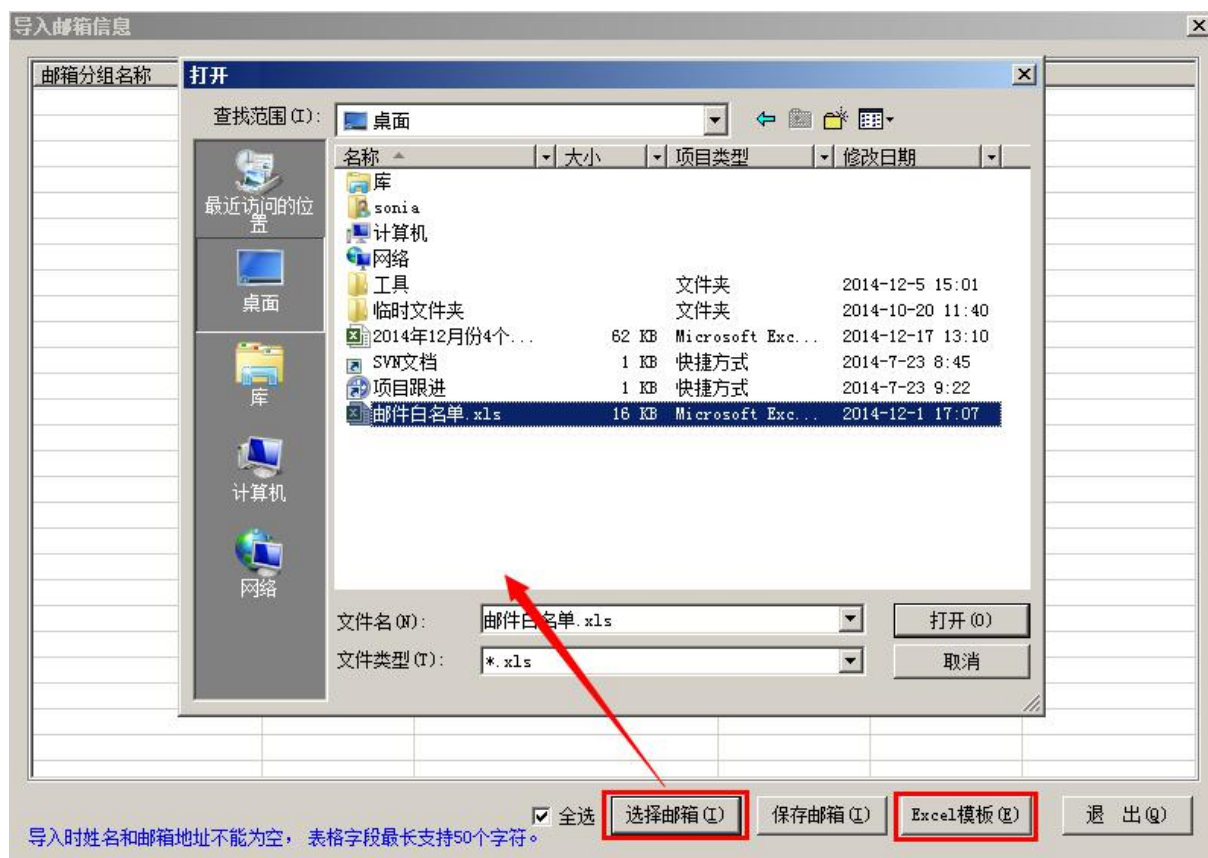 导入邮箱信息
邮箱分组名称
打开
查找范围(I): 桌面
名称 大小 项目类型 修改日期
库
sonia
计算机
网络
工具 文件夹 2014-12-5 15:01
临时文件夹 文件夹 2014-10-20 11:40
2014年12月份4个... 62 KB Microsoft Exc... 2014-12-17 13:10
SVN文档 1 KB 快捷方式 2014-7-23 8:45
项目跟进 1 KB 快捷方式 2014-7-23 9:22
邮件白名单.xls 16 KB Microsoft Exc... 2014-12-1 17:07
最近访问的位
置
桌面
库
计算机
网络
文件名(N): 邮件白名单.xls 打开(O)
文件类型(T): *.xls 取消
全选 选择邮箱(I) 保存邮箱(I) Excel模板(E) 退 出(Q)
导入时姓名和邮箱地址不能为空， 表格字段最长支持50个字符。